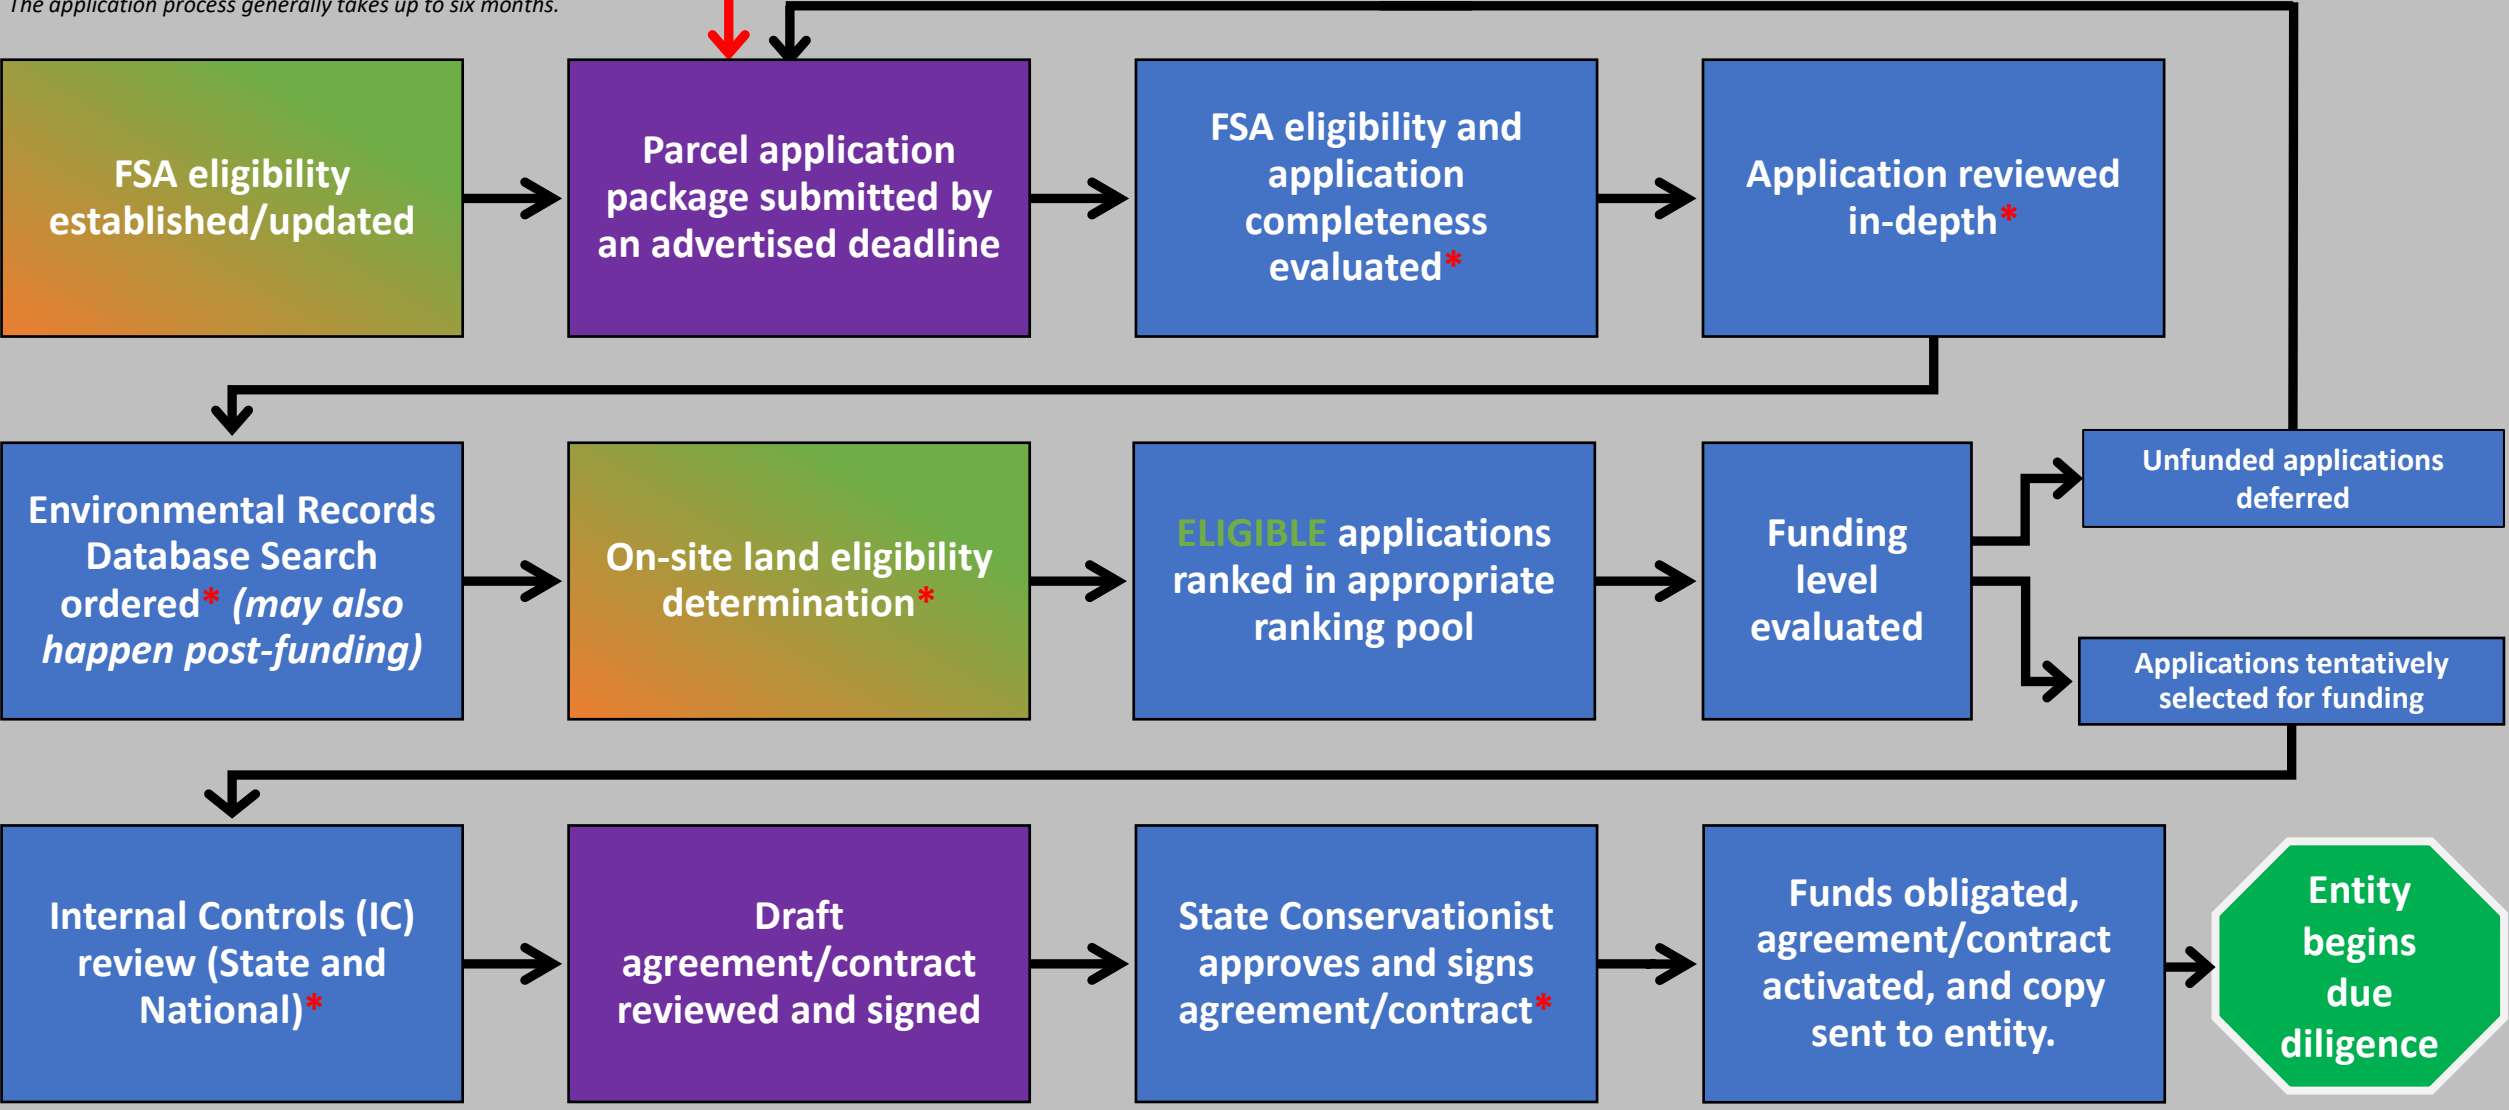 The application process generally takes up to six months.
FSA eligibility
established/updated
Parcel application
package submitted by
an advertised deadline
FSA eligibility and
application
completeness
evaluated*
Application reviewed
in-depth*
Environmental Records
Database Search
ordered* (may also
happen post-funding)
On-site land eligibility
determination*
ELIGIBLE applications
ranked in appropriate
ranking pool
Funding
level
evaluated
Unfunded applications
deferred
Applications tentatively
selected for funding
Internal Controls (IC)
review (State and
National)*
Draft
agreement/contract
reviewed and signed
State Conservationist
approves and signs
agreement/contract*
Funds obligated,
agreement/contract
activated, and copy
sent to entity.
Entity
begins
due
diligence